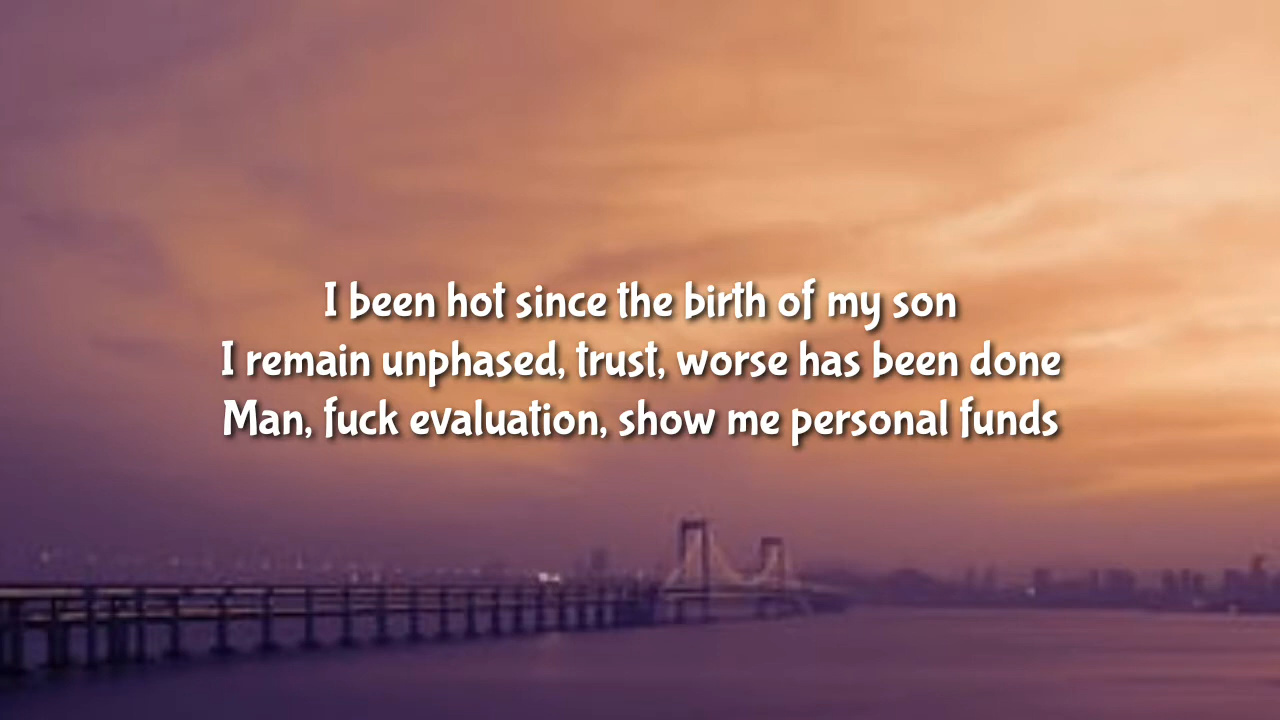 I been hot since the birth of my son
I remain unphased, trust, worse has been done
Man, fuck evaluation, show me personal funds